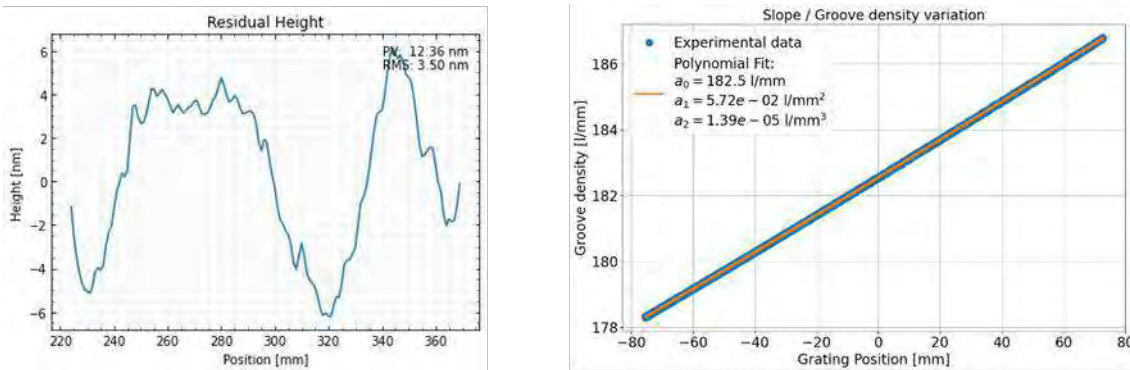 Residual Height
PV: 12.36 nm
RMS: 3.50 nm
6
4
2
0
−2
−4
−6
Height [nm]
220 240 260 280 300 320 340 360
Position [mm]
Slope / Groove density variation
Experimental data
Polynomial Fit:
a₀ = 182.5 l/mm
a₁ = 5.72e − 02 l/mm²
a₂ = 1.39e − 05 l/mm³
186
184
182
180
178
Groove density [l/mm]
−80 −60 −40 −20 0 20 40 60 80
Grating Position [mm]